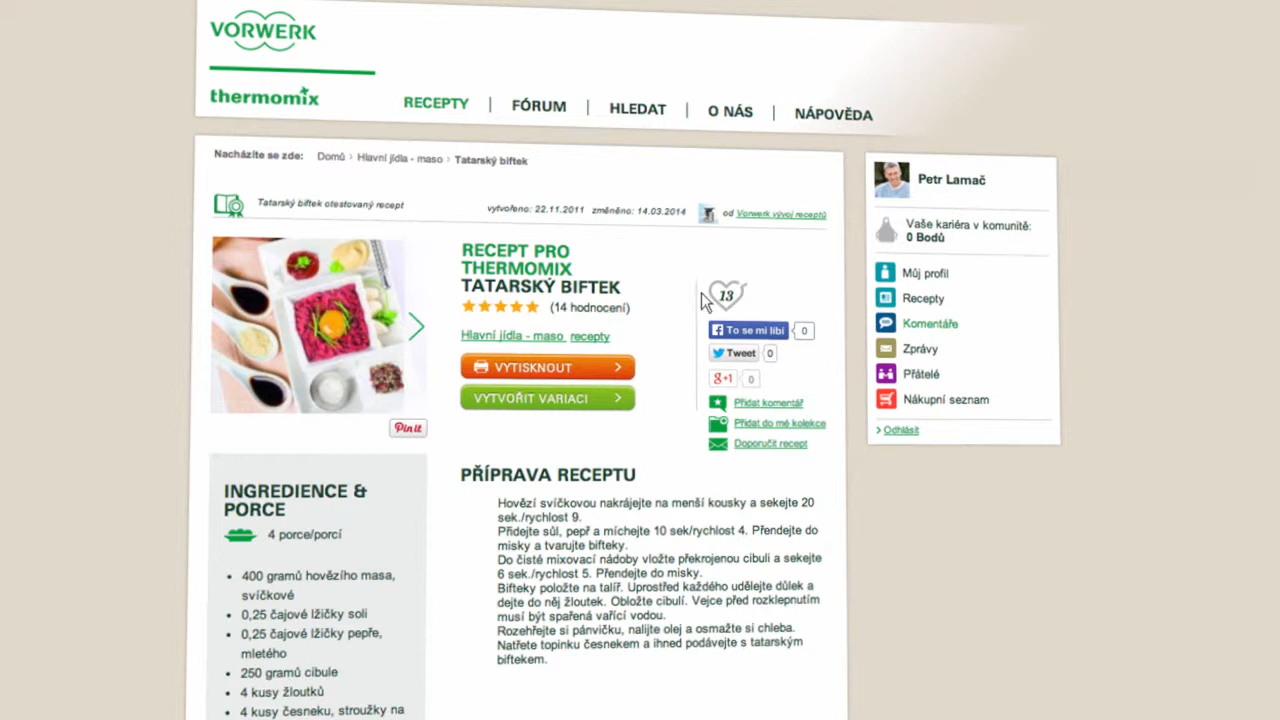 VORWERK
thermomix
RECEPTY | FÓRUM | HLEDAT | O NÁS | NÁPOVĚDA
Nacházíte se zde: Domů › Hlavní jídla - maso › Tatarský biftek
Tatarský biftek otestovaný recept
vytvořeno: 22.11.2011 změněno: 14.03.2014
od Vorwerk vývoj receptů
RECEPT PRO
THERMOMIX
TATARSKÝ BIFTEK
(14 hodnocení)
Hlavní jídla - maso recepty
VYTISKNOUT
VYTVOŘIT VARIACI
13
To se mi líbí 0
Tweet 0
g+1 0
Přidat komentář
Přidat do mé kolekce
Doporučit recept
Pin it
INGREDIENCE &
PORCE
4 porce/porcí
• 400 gramů hovězího masa,
svíčkové
• 0,25 čajové lžičky soli
• 0,25 čajové lžičky pepře,
mletého
• 250 gramů cibule
• 4 kusy žloutků
• 4 kusy česneku, stroužky na
PŘÍPRAVA RECEPTU
Hovězí svíčkovou nakrájejte na menší kousky a sekejte 20
sek./rychlost 9.
Přidejte sůl, pepř a míchejte 10 sek/rychlost 4. Přendejte do
misky a tvarujte bifteky.
Do čisté mixovací nádoby vložte překrojenou cibuli a sekejte
6 sek./rychlost 5. Přendejte do misky.
Bifteky položte na talíř. Uprostřed každého udělejte důlek a
dejte do něj žloutek. Obložte cibulí. Vejce před rozklepnutím
musí být spařená vařící vodou.
Rozehřejte si pánvičku, nalijte olej a osmažte si chleba.
Natřete topinku česnekem a ihned podávejte s tatarským
biftekem.
Petr Lamač
Vaše kariéra v komunitě:
0 Bodů
Můj profil
Recepty
Komentáře
Zprávy
Přátelé
Nákupní seznam
› Odhlásit